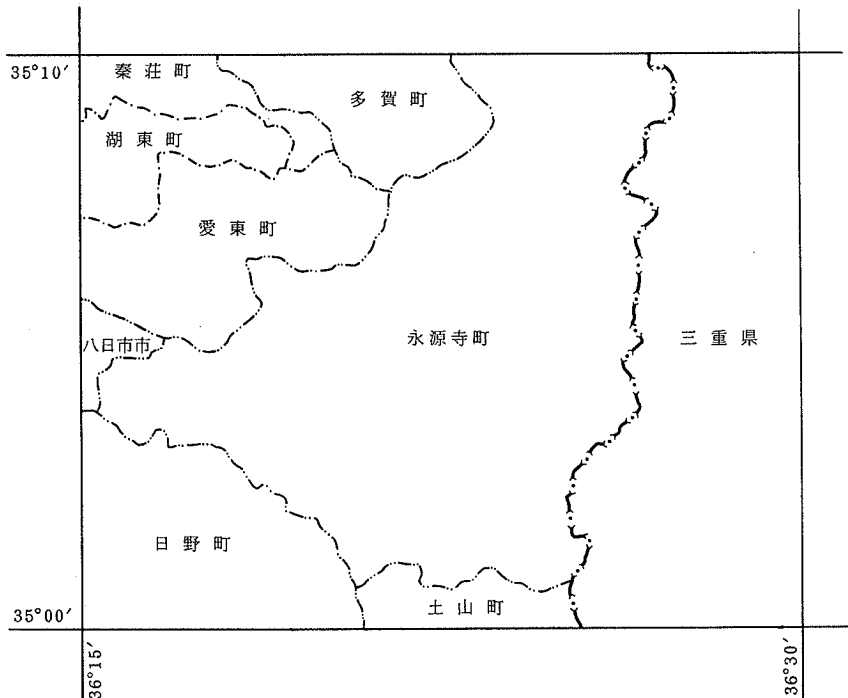 35°10′
秦荘町
多賀町
湖東町
愛東町
八日市市
永源寺町
三重県
日野町
土山町
35°00′
36°15′
36°30′